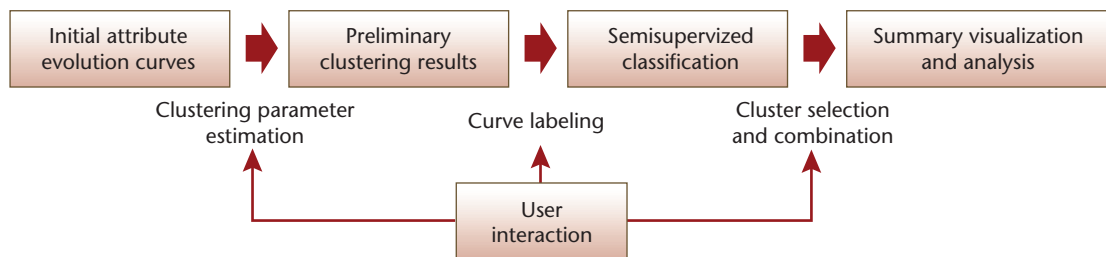 Initial attribute
evolution curves
Preliminary
clustering results
Semisupervized
classification
Summary visualization
and analysis
Clustering parameter
estimation
Curve labeling
Cluster selection
and combination
User
interaction